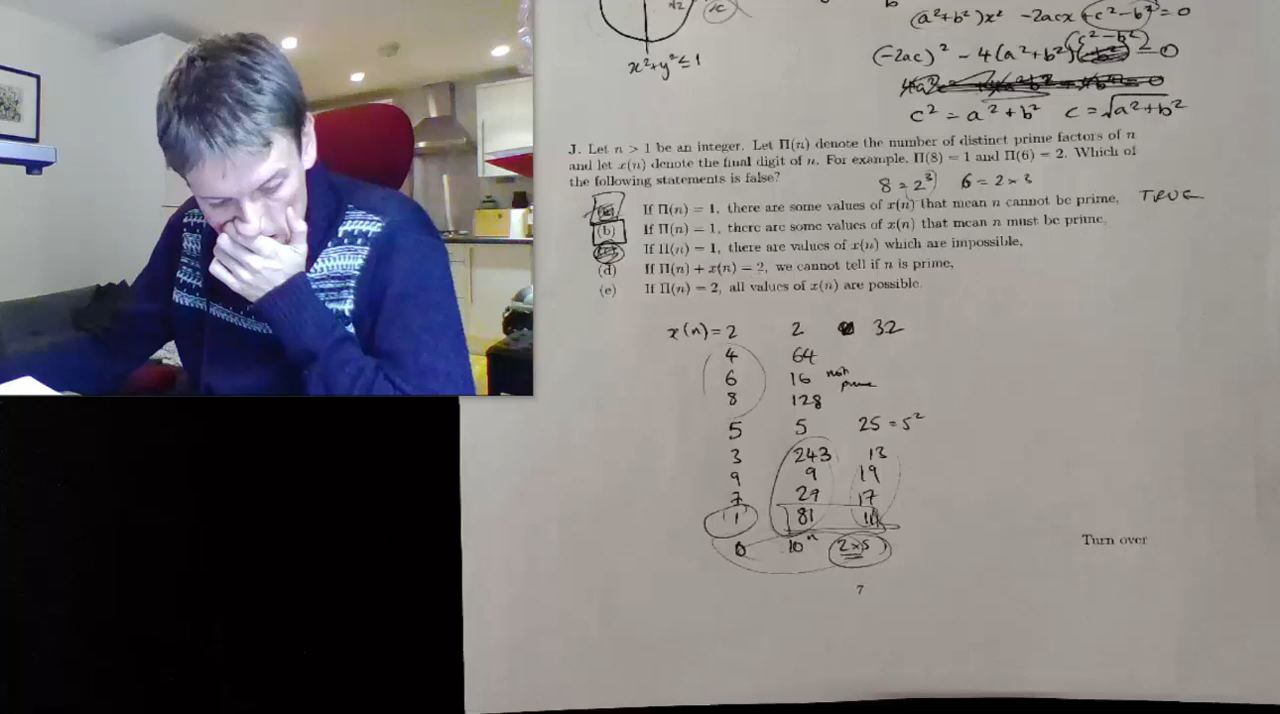 (a²+b²)x² -2acx +c²-b² = 0
x²+y² ≤ 1
(-2ac)² - 4(a²+b²)(c²-b²) = 0
c² = a²+b² c = √a²+b²
J. Let n > 1 be an integer. Let Π(n) denote the number of distinct prime factors of n
and let x(n) denote the final digit of n. For example, Π(8) = 1 and Π(6) = 2. Which of
the following statements is false?
8 = 2³ 6 = 2×3
If Π(n) = 1, there are some values of x(n) that mean n cannot be prime, TRUE
(b) If Π(n) = 1, there are some values of x(n) that mean n must be prime,
If Π(n) = 1, there are values of x(n) which are impossible,
(d) If Π(n) + x(n) = 2, we cannot tell if n is prime,
(e) If Π(n) = 2, all values of x(n) are possible.
x(n) = 2 2 32
4 64
6 16 not prime
8 128
5 5 25 = 5²
3 243 13
9 9 19
7 27 17
1 81 11
0 10ⁿ 2×5
Turn over
7